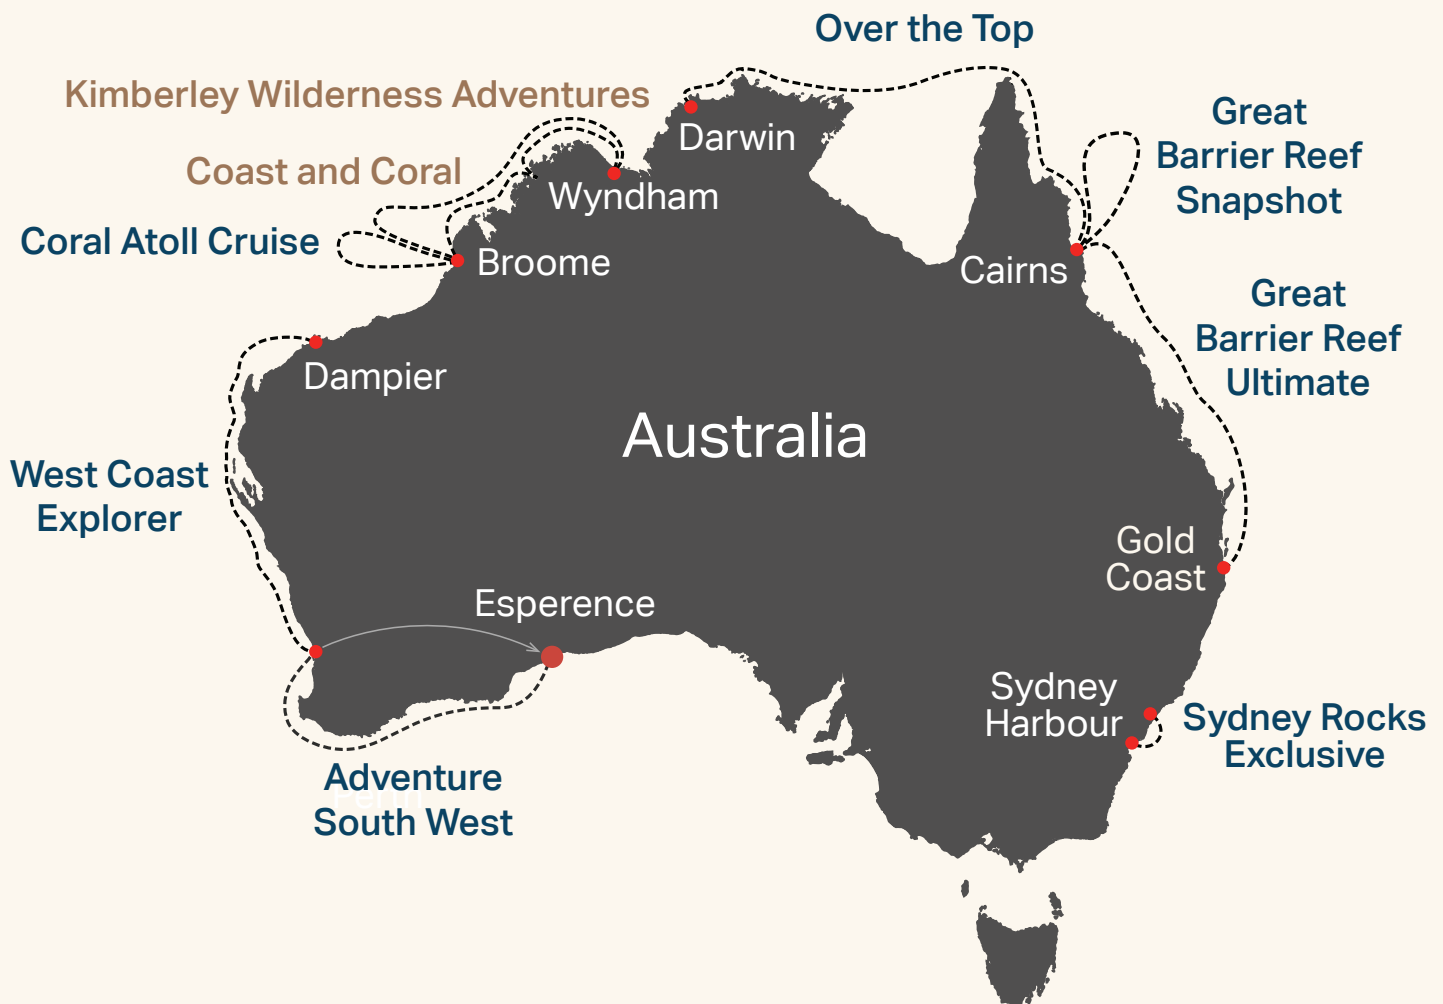 Over the Top
Kimberley Wilderness Adventures
Great
Barrier Reef
Snapshot
Darwin
Coast and Coral
Wyndham
Coral Atoll Cruise
Broome
Cairns
Great
Barrier Reef
Ultimate
Dampier
Australia
West Coast
Explorer
Gold
Coast
Esperence
Sydney
Harbour
Sydney Rocks
Exclusive
Adventure
Perth
South West